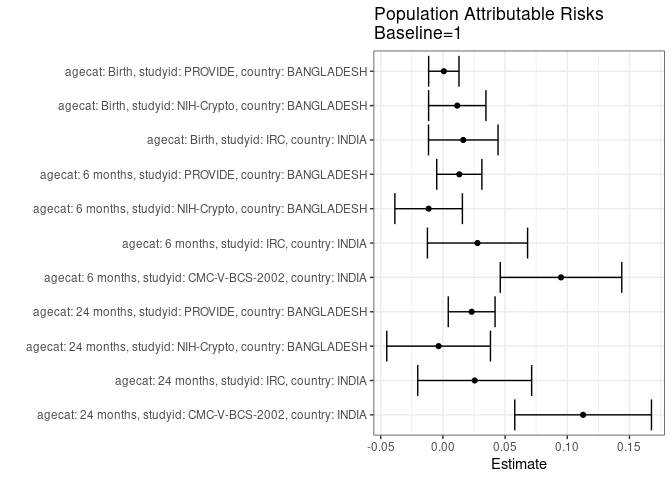 Population Attributable Risks
Baseline=1
agecat: Birth, studyid: PROVIDE, country: BANGLADESH
agecat: Birth, studyid: NIH-Crypto, country: BANGLADESH
agecat: Birth, studyid: IRC, country: INDIA
agecat: 6 months, studyid: PROVIDE, country: BANGLADESH
agecat: 6 months, studyid: NIH-Crypto, country: BANGLADESH
agecat: 6 months, studyid: IRC, country: INDIA
agecat: 6 months, studyid: CMC-V-BCS-2002, country: INDIA
agecat: 24 months, studyid: PROVIDE, country: BANGLADESH
agecat: 24 months, studyid: NIH-Crypto, country: BANGLADESH
agecat: 24 months, studyid: IRC, country: INDIA
agecat: 24 months, studyid: CMC-V-BCS-2002, country: INDIA
-0.05 0.00 0.05 0.10 0.15
Estimate